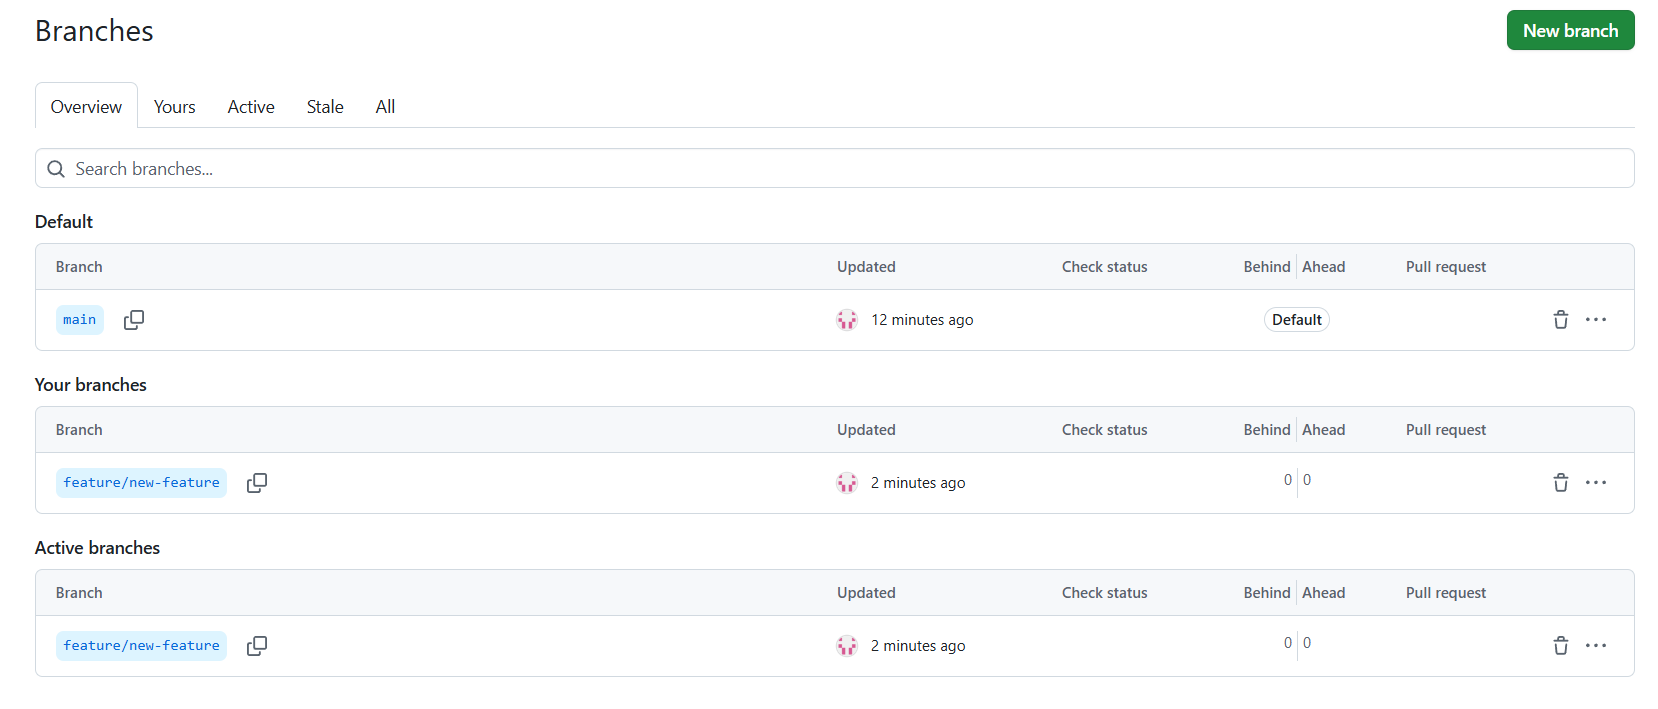 Branches
New branch
Overview Yours Active Stale All
Search branches...
Default
Branch Updated Check status Behind Ahead Pull request
main 12 minutes ago Default
Your branches
Branch Updated Check status Behind Ahead Pull request
feature/new-feature 2 minutes ago 0 0
Active branches
Branch Updated Check status Behind Ahead Pull request
feature/new-feature 2 minutes ago 0 0